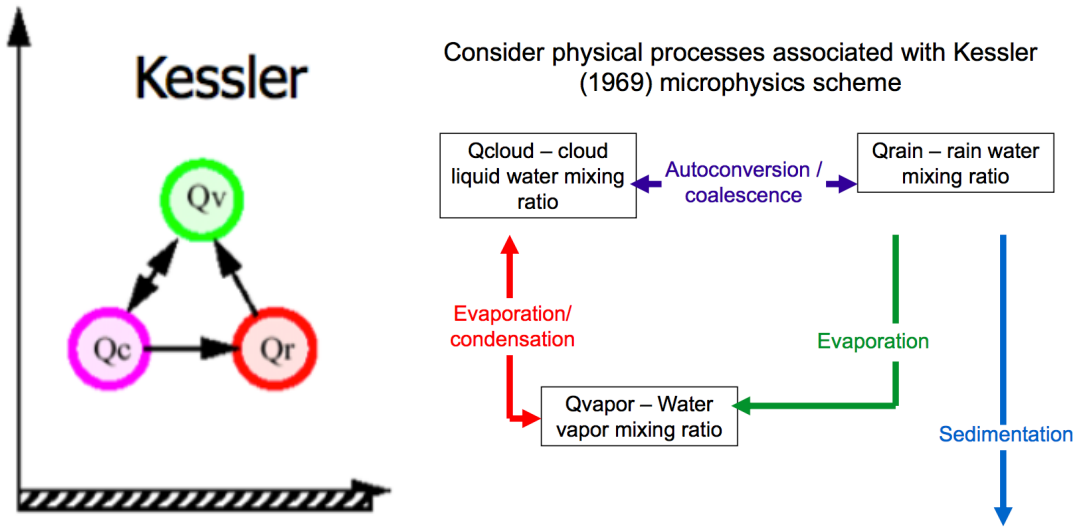 Kessler
Qv
Qc
Qr
Consider physical processes associated with Kessler
(1969) microphysics scheme
Qcloud – cloud
liquid water mixing
ratio
Autoconversion /
coalescence
Qrain – rain water
mixing ratio
Evaporation/
condensation
Evaporation
Qvapor – Water
vapor mixing ratio
Sedimentation